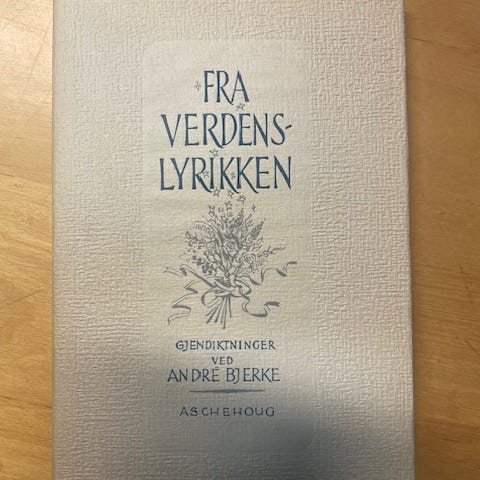 FRA
VERDENS-
LYRIKKEN
GJENDIKTNINGER
VED
ANDRÉ BJERKE
ASCHEHOUG